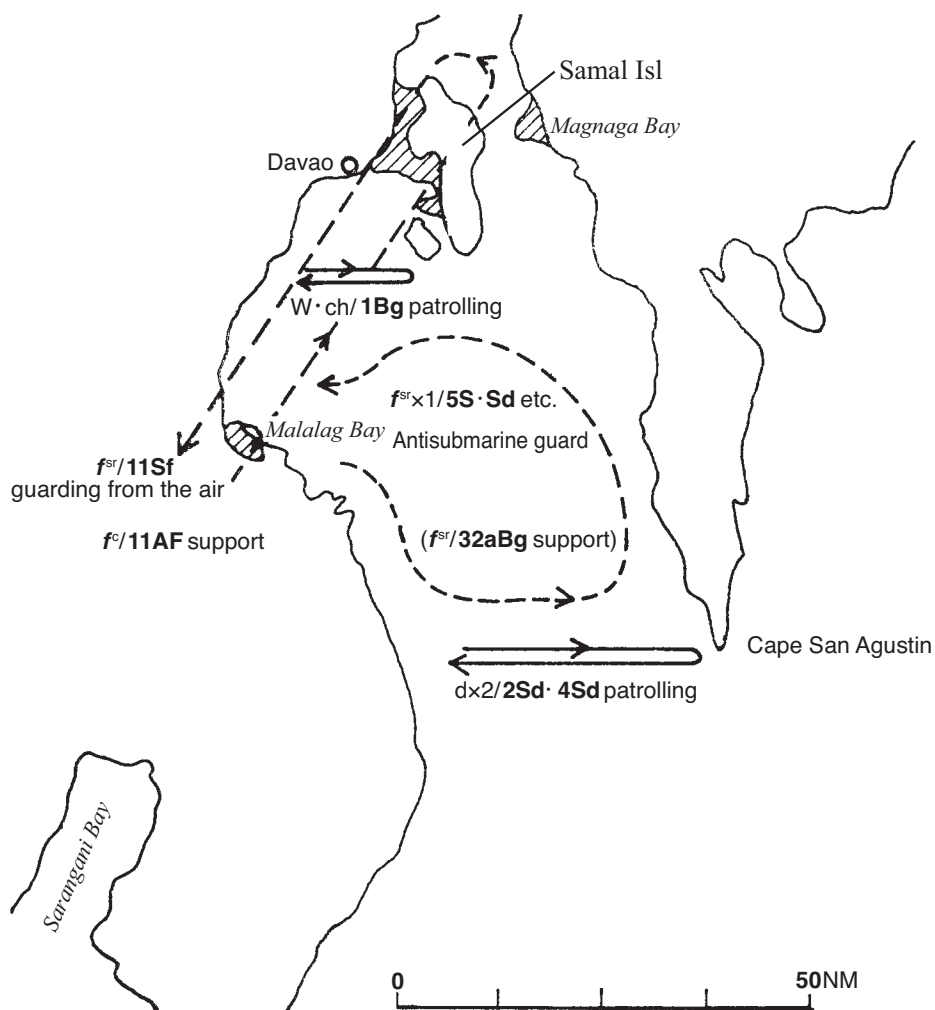 Samal Isl
Magnaga Bay
Davao
W·ch/1Bg patrolling
fˢʳ×1/5S·Sd etc.
Malalag Bay
Antisubmarine guard
fˢʳ/11Sf
guarding from the air
fᶜ/11AF support
(fˢʳ/32aBg support)
Cape San Agustin
d×2/2Sd· 4Sd patrolling
Sarangani Bay
0 50NM